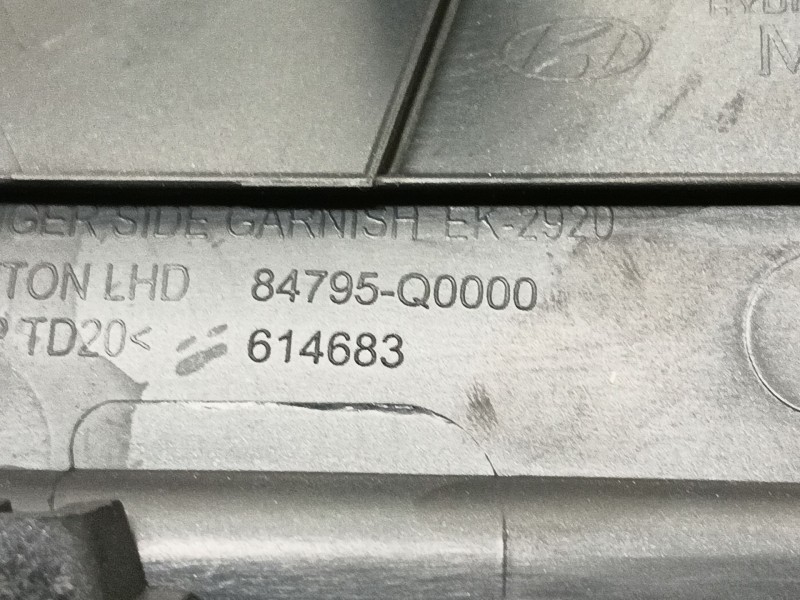 SIDE GARNISH EK-2920
LHD 84795-Q0000
TD20< 614683